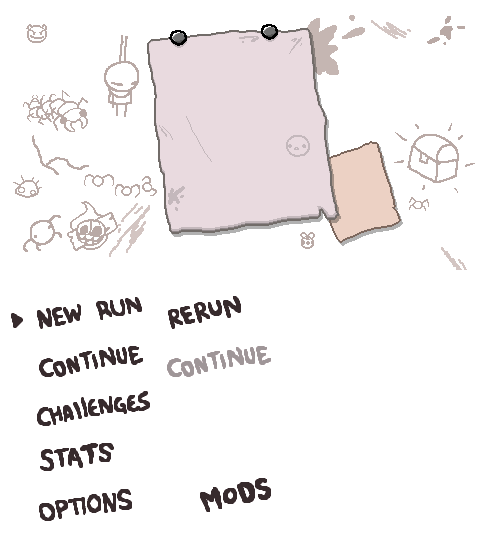 NEW RUN RERUN
CONTINUE CONTINUE
CHALLENGES
STATS
OPTIONS MODS